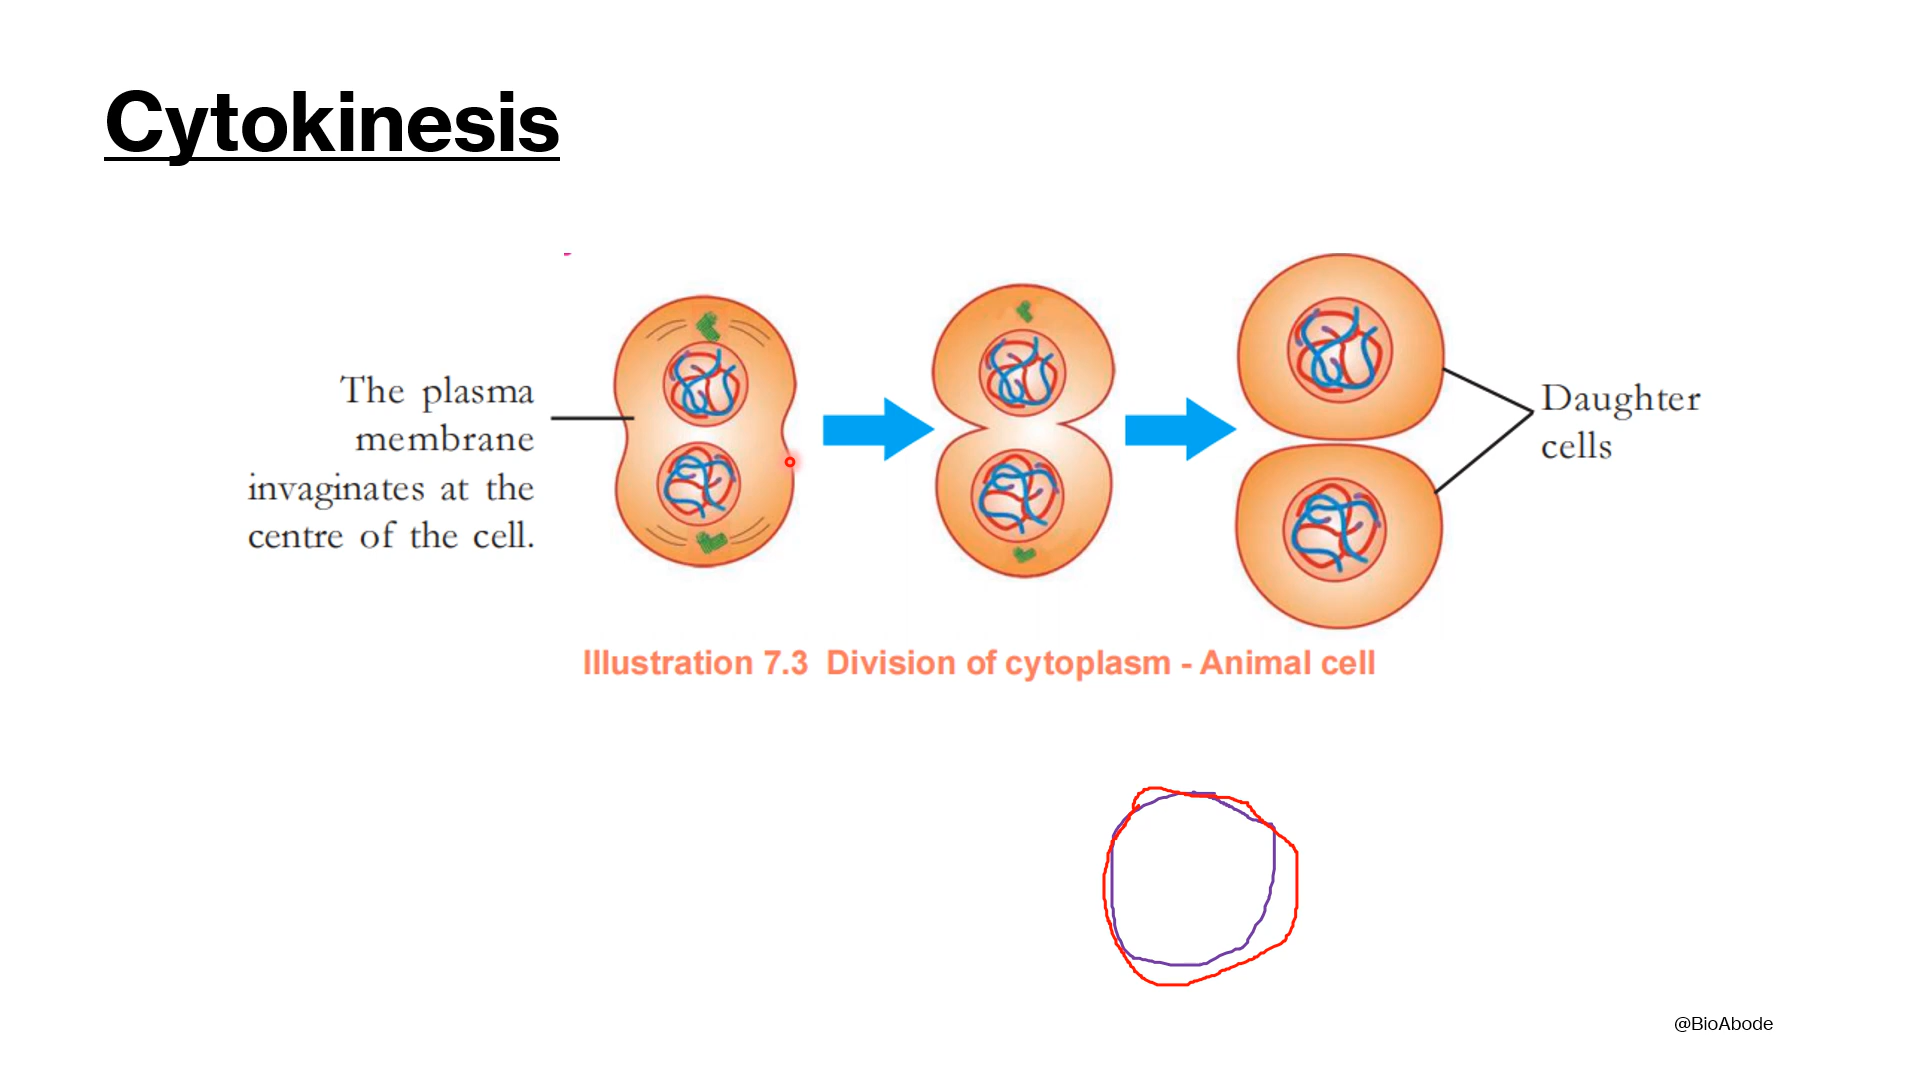 Cytokinesis
The plasma
membrane
invaginates at the
centre of the cell.
Daughter
cells
Illustration 7.3 Division of cytoplasm - Animal cell
@BioAbode